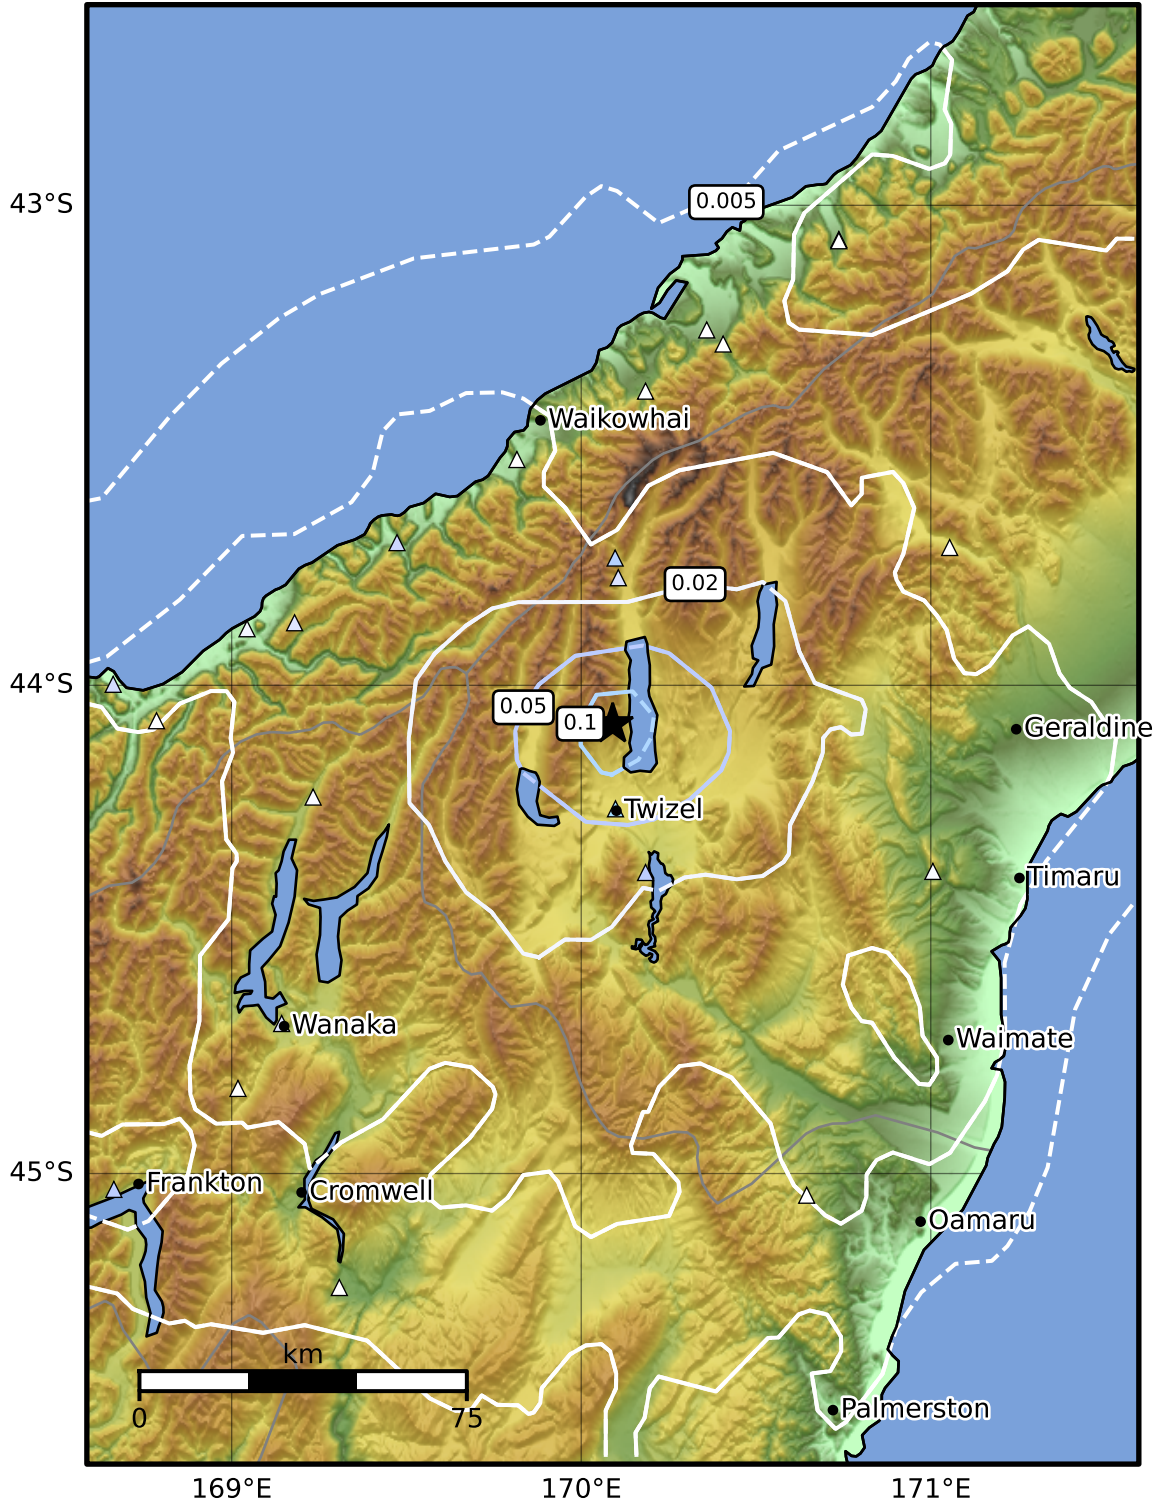 43°S
0.005
Waikowhai
0.02
44°S
0.05
0.1
Geraldine
Twizel
Timaru
Wanaka
Waimate
45°S
Frankton
Cromwell
Oamaru
km
0
75
Palmerston
169°E
170°E
171°E